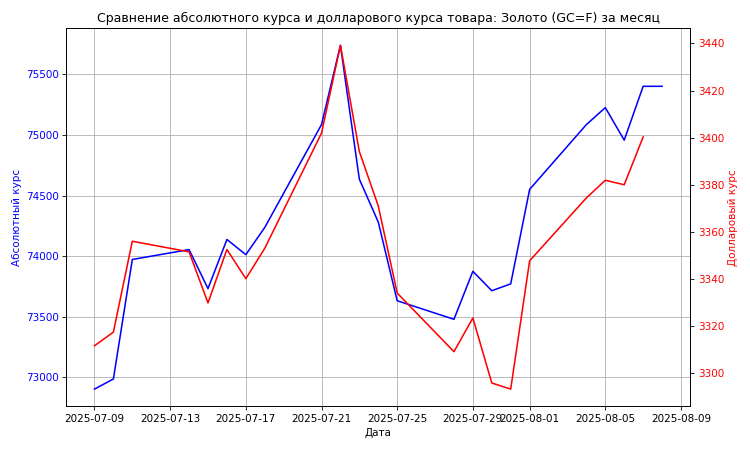 Сравнение абсолютного курса и долларового курса товара: Золото (GC=F) за месяц
75500
75000
74500
74000
73500
73000
Абсолютный курс
3440
3420
3400
3380
3360
3340
3320
3300
Долларовый курс
2025-07-09 2025-07-13 2025-07-17 2025-07-21 2025-07-25 2025-07-29 2025-08-01 2025-08-05 2025-08-09
Дата